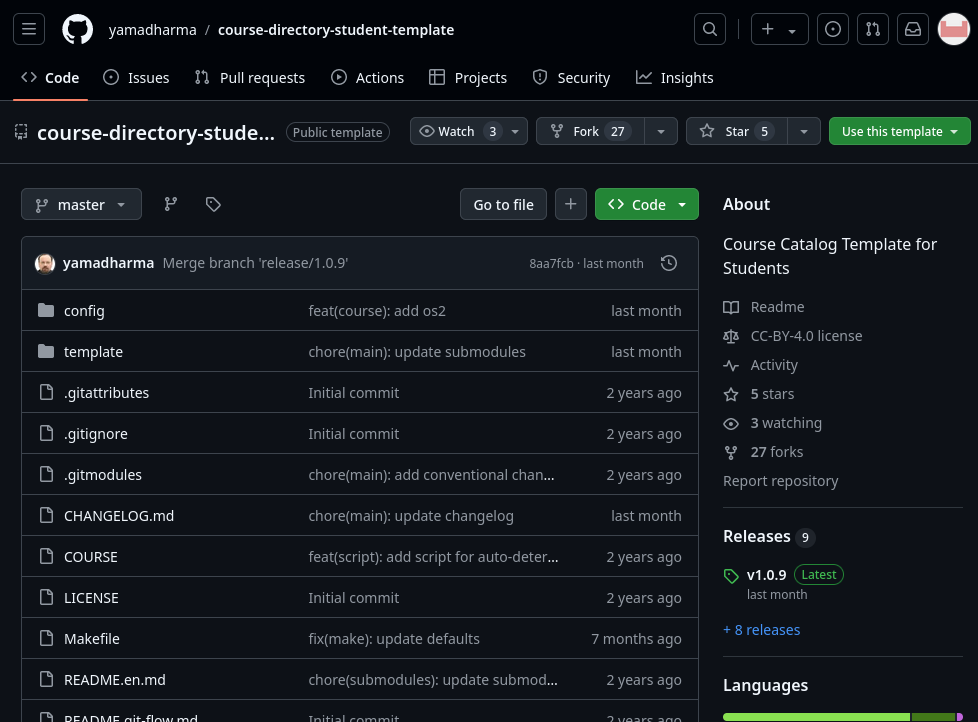 yamadharma / course-directory-student-template
Code Issues Pull requests Actions Projects Security Insights
course-directory-stude... Public template Watch 3 Fork 27 Star 5 Use this template
master Go to file Code
yamadharma Merge branch 'release/1.0.9' 8aa7fcb · last month
config feat(course): add os2 last month
template chore(main): update submodules last month
.gitattributes Initial commit 2 years ago
.gitignore Initial commit 2 years ago
.gitmodules chore(main): add conventional chan... 2 years ago
CHANGELOG.md chore(main): update changelog last month
COURSE feat(script): add script for auto-deter... 2 years ago
LICENSE Initial commit 2 years ago
Makefile fix(make): update defaults 7 months ago
README.en.md chore(submodules): update submod... 2 years ago
README.git-flow.md Initial commit 2 years ago
About
Course Catalog Template for
Students
Readme
CC-BY-4.0 license
Activity
5 stars
3 watching
27 forks
Report repository
Releases 9
v1.0.9 Latest
last month
+ 8 releases
Languages